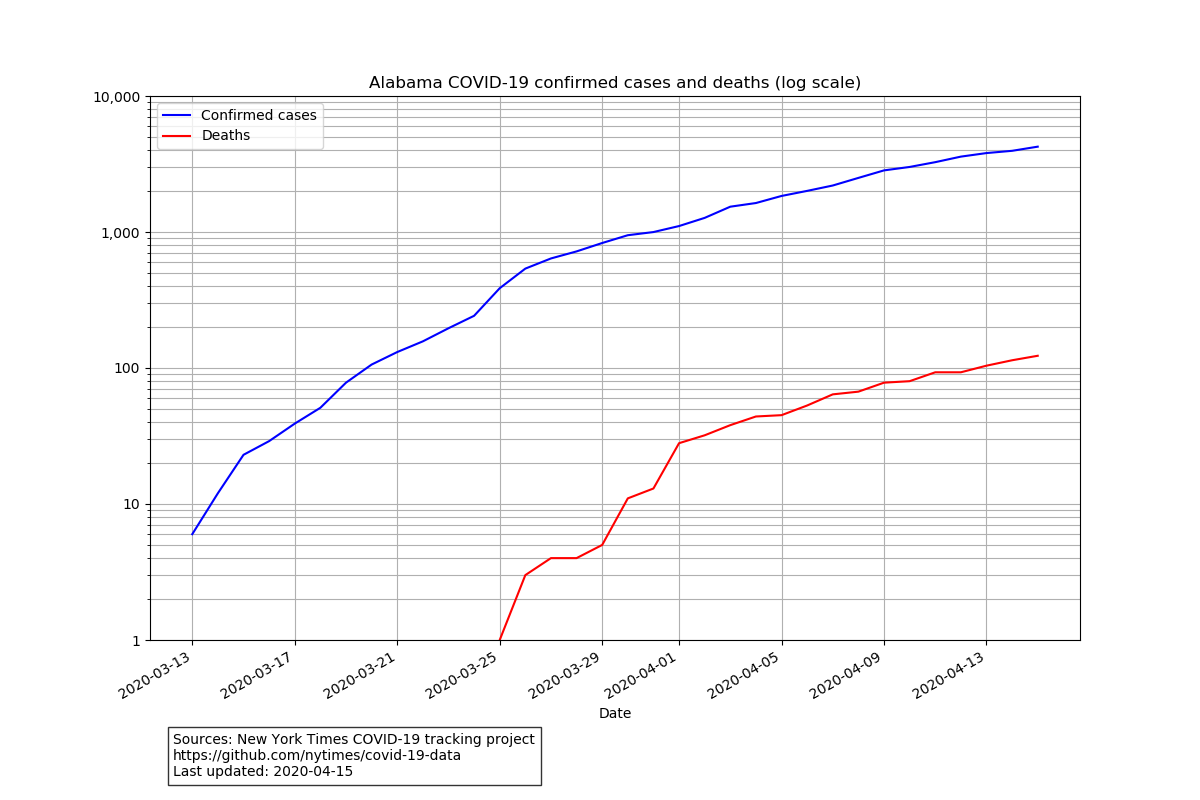 Alabama COVID-19 confirmed cases and deaths (log scale)
10,000
1,000
100
10
1
Confirmed cases
Deaths
2020-03-13
2020-03-17
2020-03-21
2020-03-25
2020-03-29
2020-04-01
2020-04-05
2020-04-09
2020-04-13
Date
Sources: New York Times COVID-19 tracking project
https://github.com/nytimes/covid-19-data
Last updated: 2020-04-15